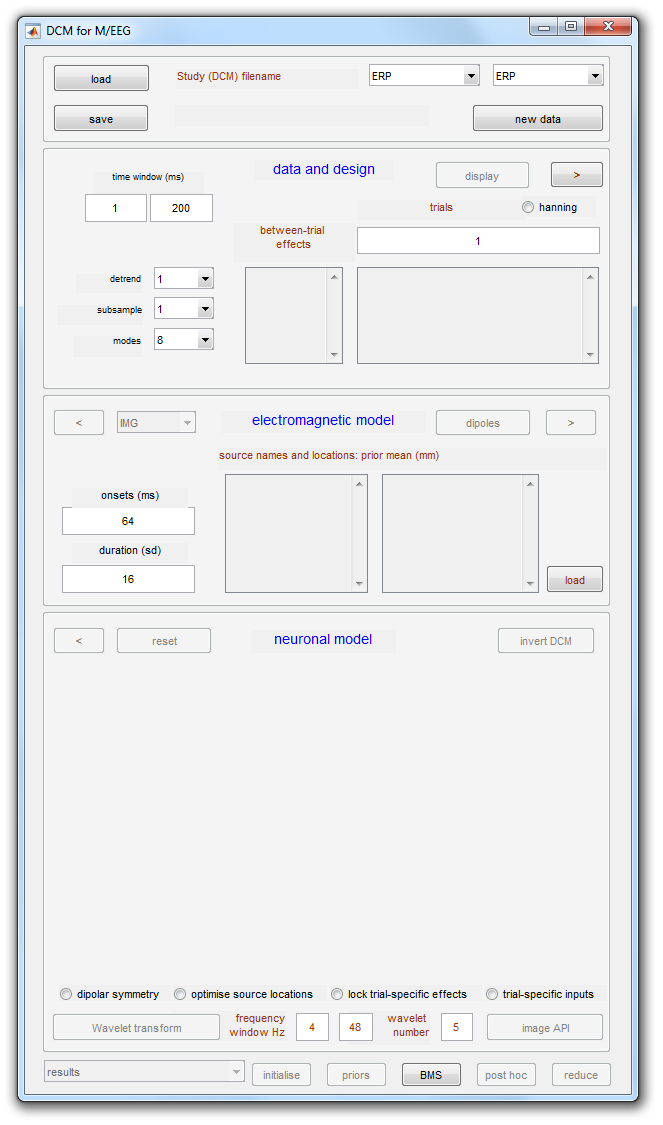 DCM for M/EEG
load
Study (DCM) filename
ERP
ERP
save
new data
time window (ms)
data and design
display
>
1
200
trials
hanning
between-trial
effects
1
detrend
1
subsample
1
modes
8
<
IMG
electromagnetic model
dipoles
>
source names and locations: prior mean (mm)
onsets (ms)
64
duration (sd)
16
load
<
reset
neuronal model
invert DCM
dipolar symmetry
optimise source locations
lock trial-specific effects
trial-specific inputs
Wavelet transform
frequency
window Hz
4
48
wavelet
number
5
image API
results
initialise
priors
BMS
post hoc
reduce